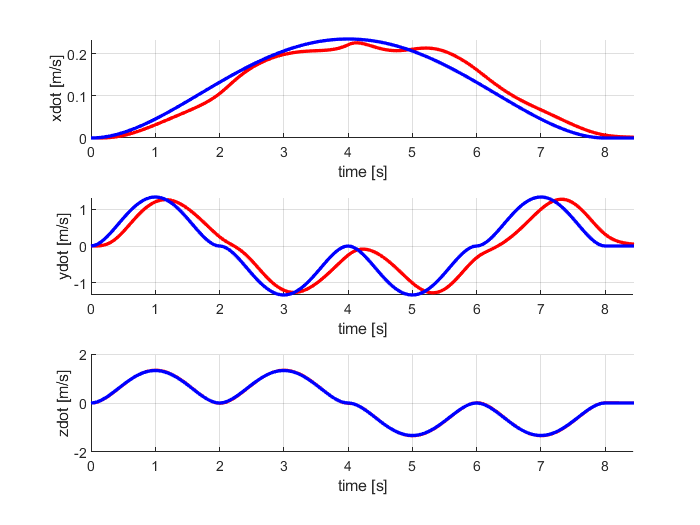 xdot [m/s]
0.2
0.1
0
0 1 2 3 4 5 6 7 8
time [s]
ydot [m/s]
1
0
-1
0 1 2 3 4 5 6 7 8
time [s]
zdot [m/s]
2
0
-2
0 1 2 3 4 5 6 7 8
time [s]